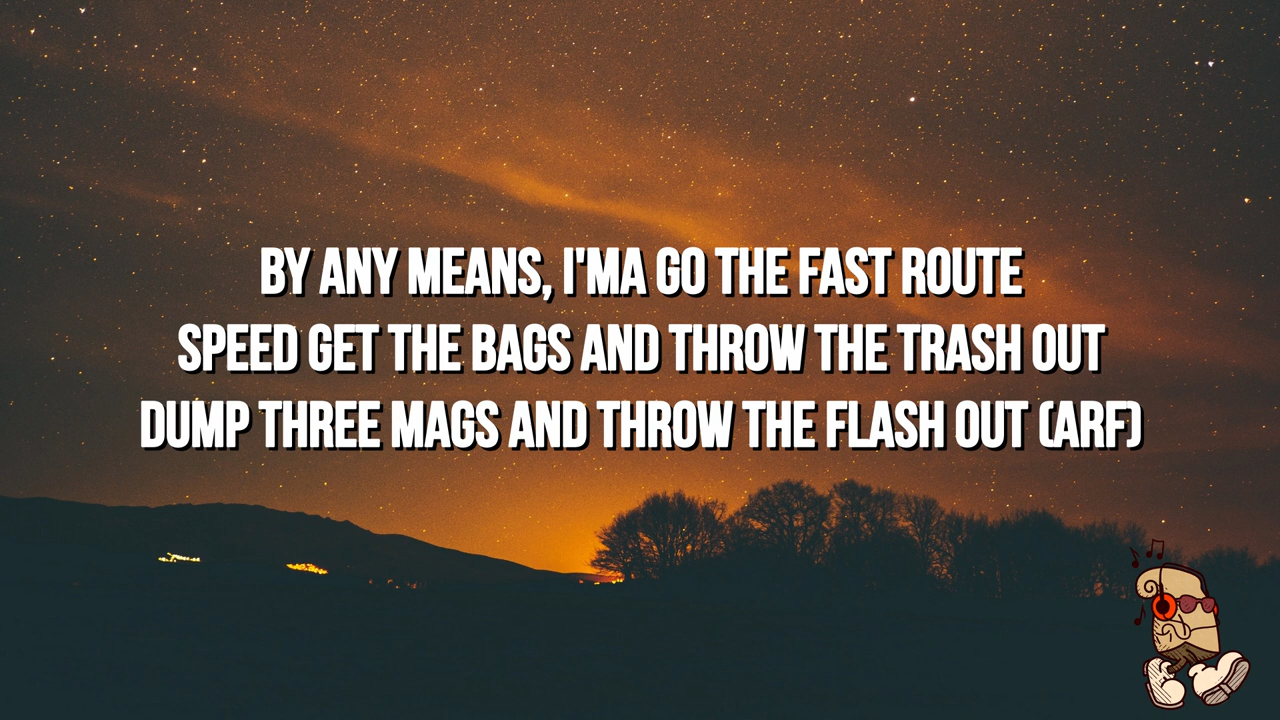 BY ANY MEANS, I'MA GO THE FAST ROUTE
SPEED GET THE BAGS AND THROW THE TRASH OUT
DUMP THREE MAGS AND THROW THE FLASH OUT (ARF)